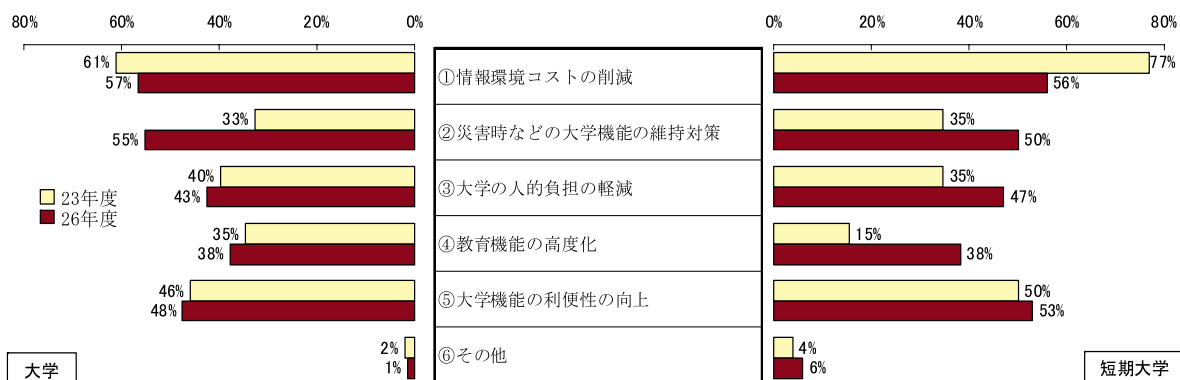 80% 60% 40% 20% 0% 0% 20% 40% 60% 80%
61% ①情報環境コストの削減 77%
57% 56%
33% ②災害時などの大学機能の維持対策 35%
55% 50%
40% ③大学の人的負担の軽減 35%
43% 47%
23年度
26年度
35% ④教育機能の高度化 15%
38% 38%
46% ⑤大学機能の利便性の向上 50%
48% 53%
2% ⑥その他 4%
1% 6%
大学 短期大学